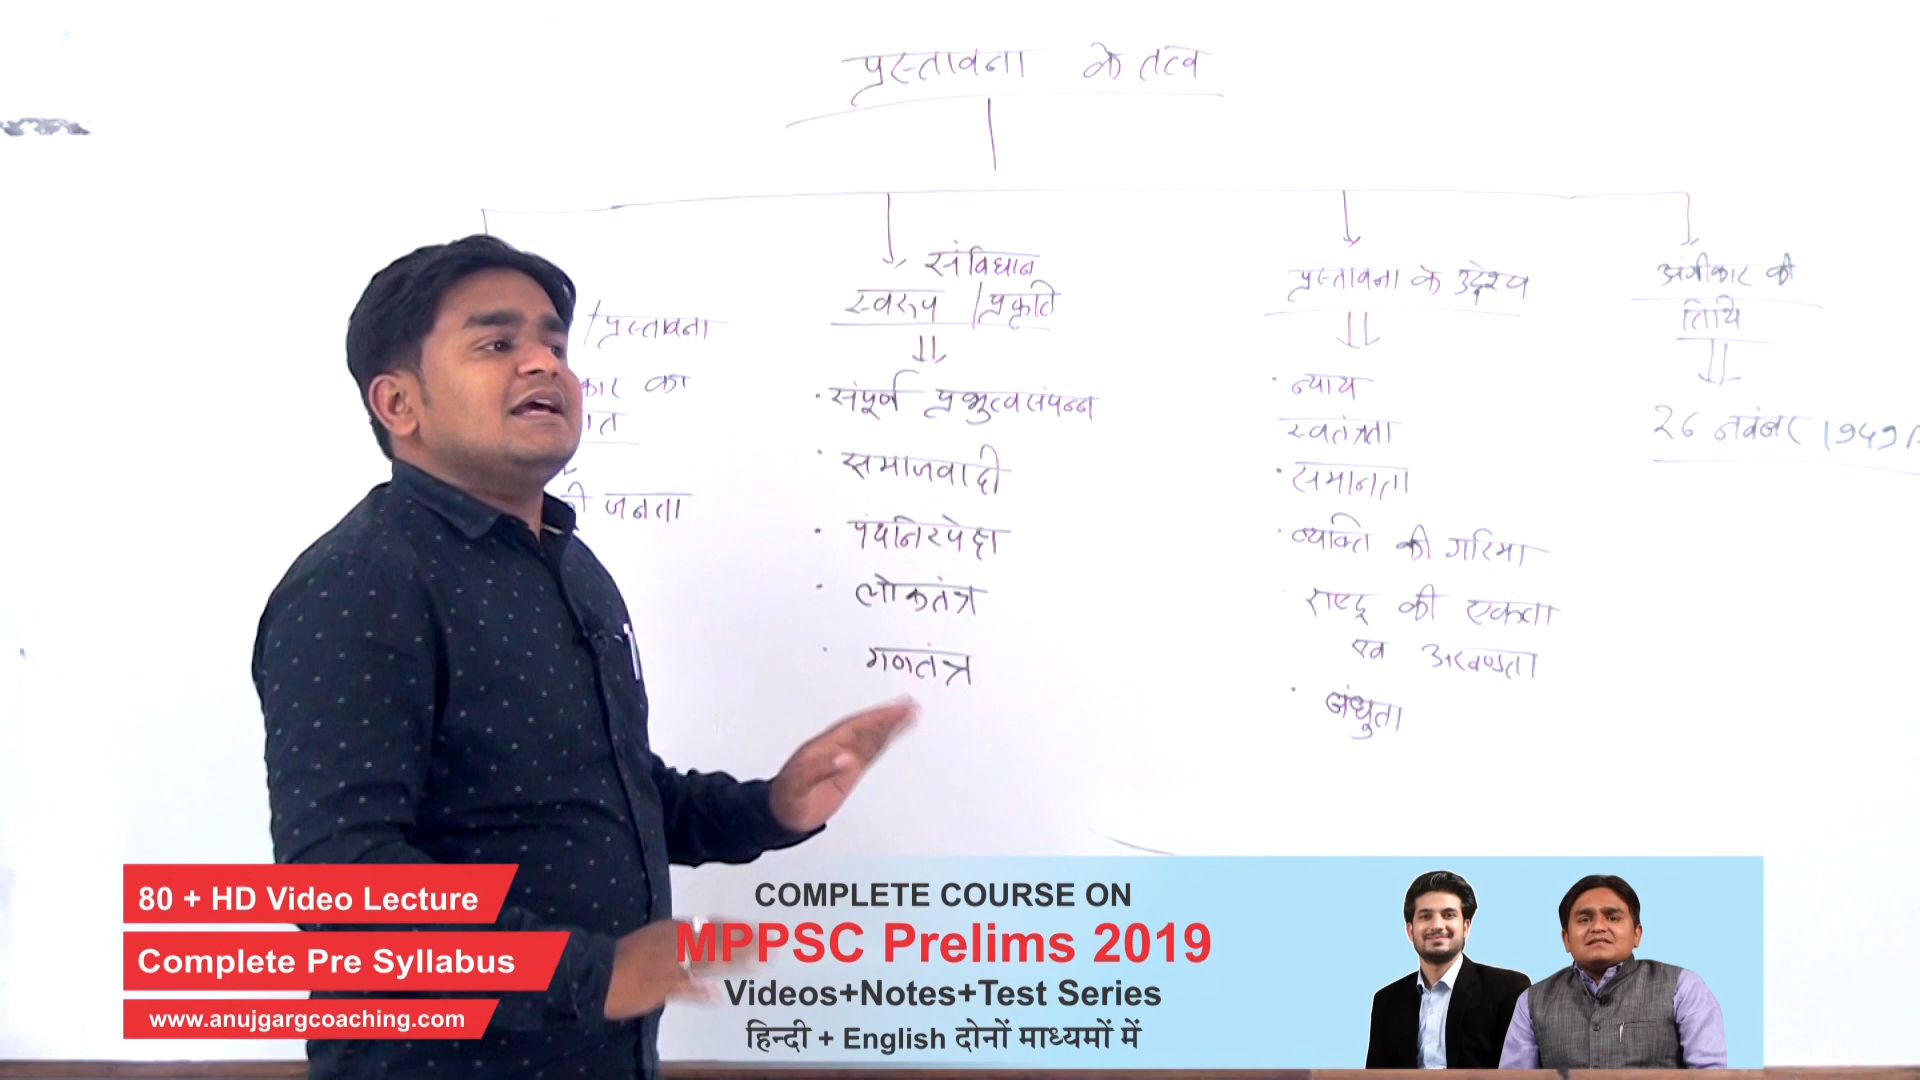 प्रस्तावना के तत्व
/प्रस्तावना
कार का
त
जनता
संविधान
स्वरूप /प्रकृति
संपूर्ण प्रभुत्व संपन्न
समाजवादी
पंथनिरपेक्ष
लोकतंत्र
गणतंत्र
प्रस्तावना के उद्देश्य
न्याय
स्वतंत्रता
समानता
व्यक्ति की गरिमा
राष्ट्र की एकता
एवं अखण्डता
बंधुता
अंगीकार की
तिथि
26 नवंबर 1949
80 + HD Video Lecture
Complete Pre Syllabus
www.anujgargcoaching.com
COMPLETE COURSE ON
MPPSC Prelims 2019
Videos+Notes+Test Series
हिन्दी + English दोनों माध्यमों में